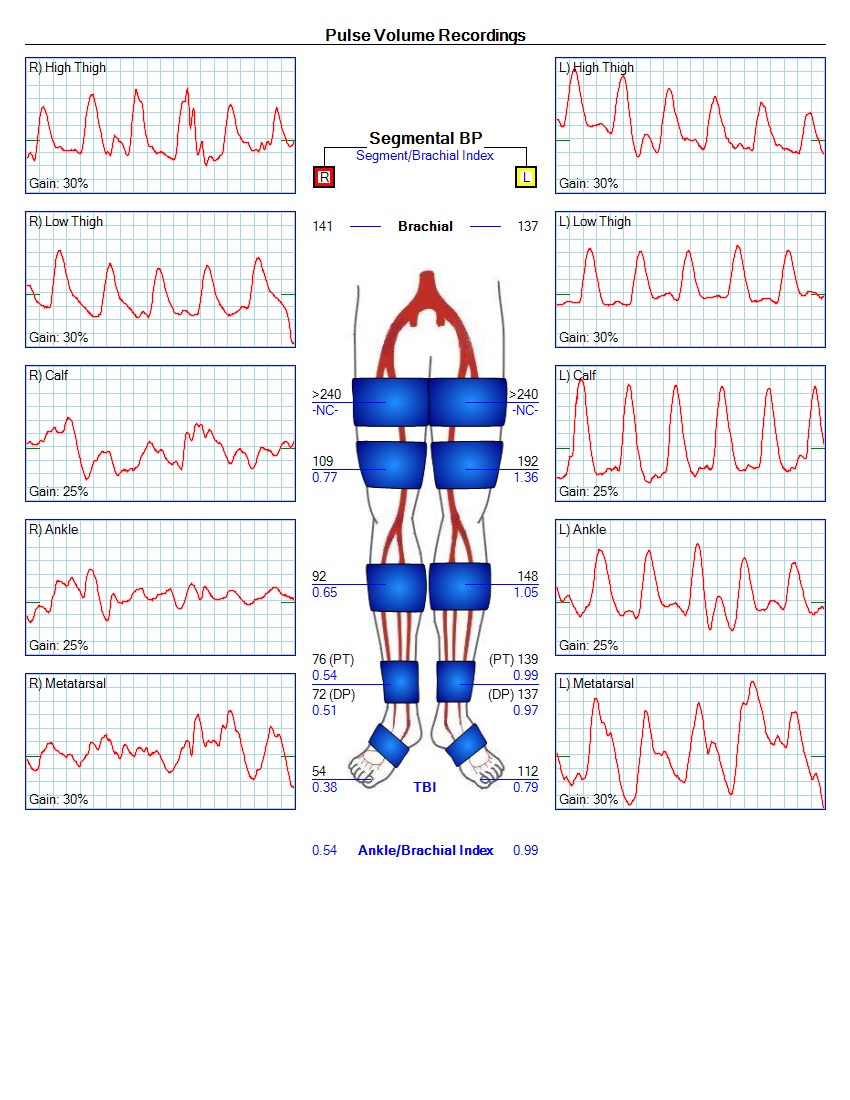 Pulse Volume Recordings
R) High Thigh
Gain: 30%
R) Low Thigh
Gain: 30%
R) Calf
Gain: 25%
R) Ankle
Gain: 25%
R) Metatarsal
Gain: 30%
Segmental BP
Segment/Brachial Index
R
L
141 Brachial 137
>240 >240
-NC- -NC-
109 192
0.77 1.36
92 148
0.65 1.05
76 (PT) (PT) 139
0.54 0.99
72 (DP) (DP) 137
0.51 0.97
54 112
0.38 TBI 0.79
0.54 Ankle/Brachial Index 0.99
L) High Thigh
Gain: 30%
L) Low Thigh
Gain: 30%
L) Calf
Gain: 25%
L) Ankle
Gain: 25%
L) Metatarsal
Gain: 30%